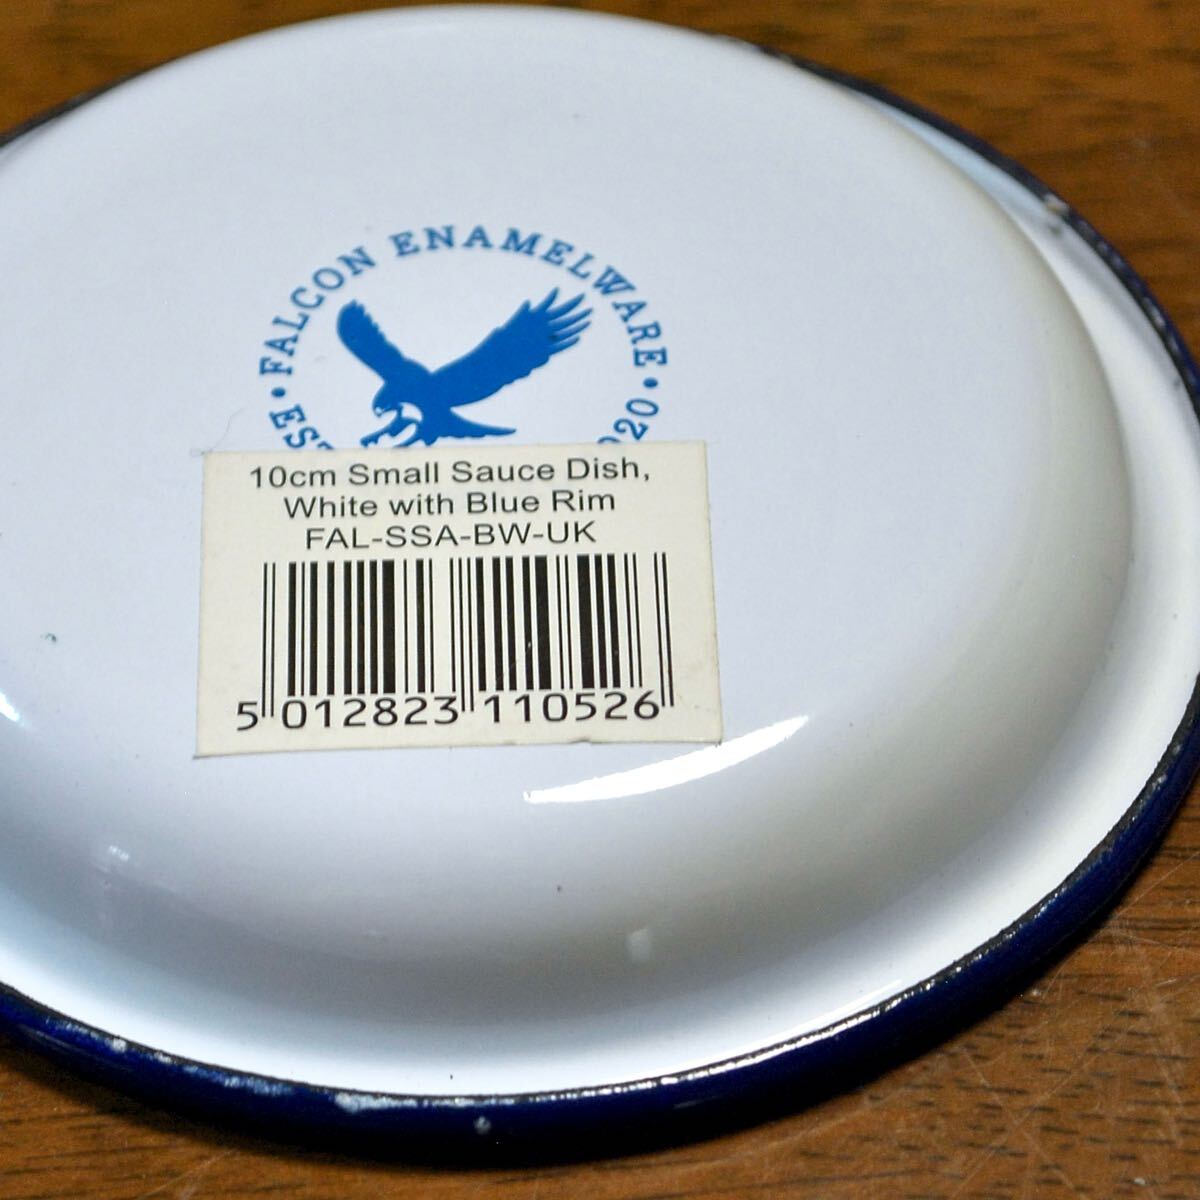 • FALCON ENAMELWARE •
10cm Small Sauce Dish,
White with Blue Rim
FAL-SSA-BW-UK
5 012823 110526